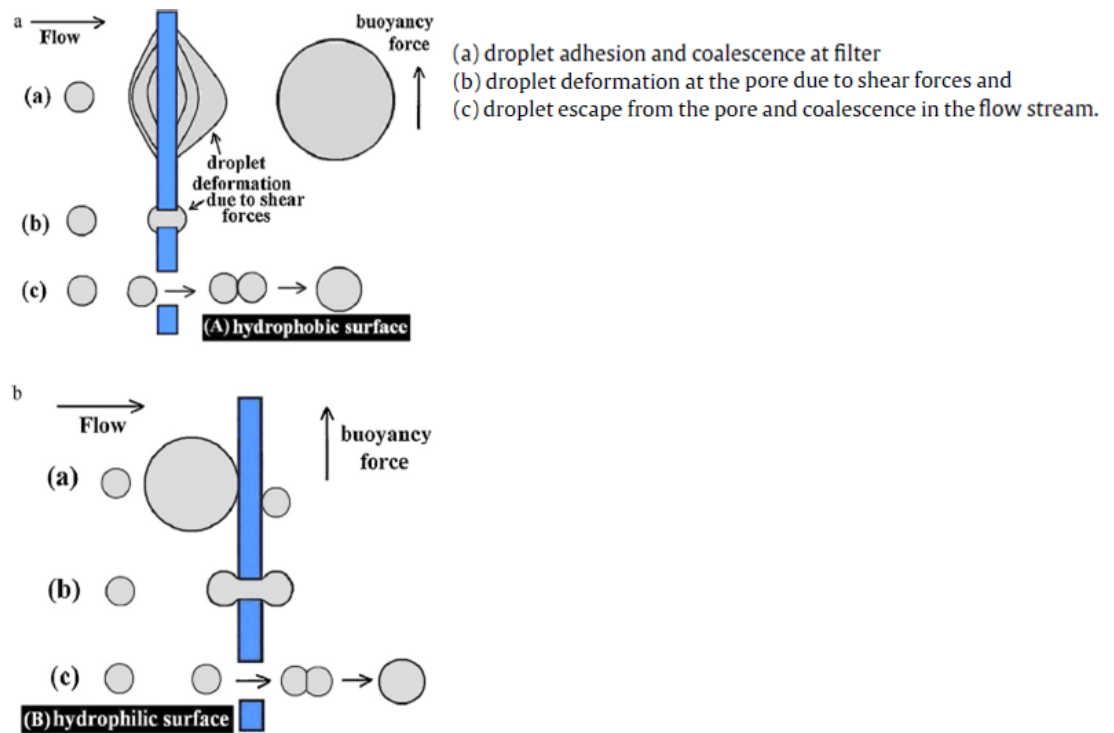 a
Flow
buoyancy
force
(a) droplet adhesion and coalescence at filter
(b) droplet deformation at the pore due to shear forces and
(c) droplet escape from the pore and coalescence in the flow stream.
(a)
droplet
deformation
due to shear
forces
(b)
(c)
(A) hydrophobic surface
b
Flow
buoyancy
force
(a)
(b)
(c)
(B) hydrophilic surface